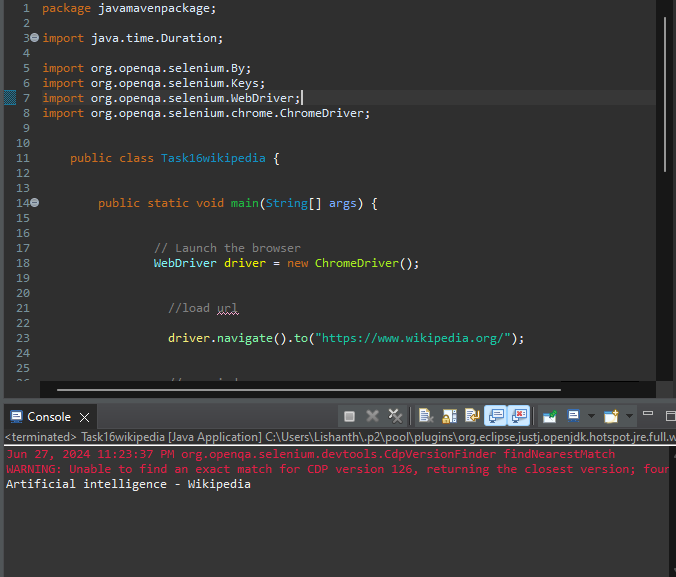 1 package javamavenpackage;
2
3 import java.time.Duration;
4
5 import org.openqa.selenium.By;
6 import org.openqa.selenium.Keys;
7 import org.openqa.selenium.WebDriver;
8 import org.openqa.selenium.chrome.ChromeDriver;
9
10
11 public class Task16wikipedia {
12
13
14 public static void main(String[] args) {
15
16
17 // Launch the browser
18 WebDriver driver = new ChromeDriver();
19
20
21 //load url
22
23 driver.navigate().to("https://www.wikipedia.org/");
24
25
Console
<terminated> Task16wikipedia [Java Application] C:\Users\Lishanth\.p2\pool\plugins\org.eclipse.justj.openjdk.hotspot.jre.full.w
Jun 27, 2024 11:23:37 PM org.openqa.selenium.devtools.CdpVersionFinder findNearestMatch
WARNING: Unable to find an exact match for CDP version 126, returning the closest version; four
Artificial intelligence - Wikipedia